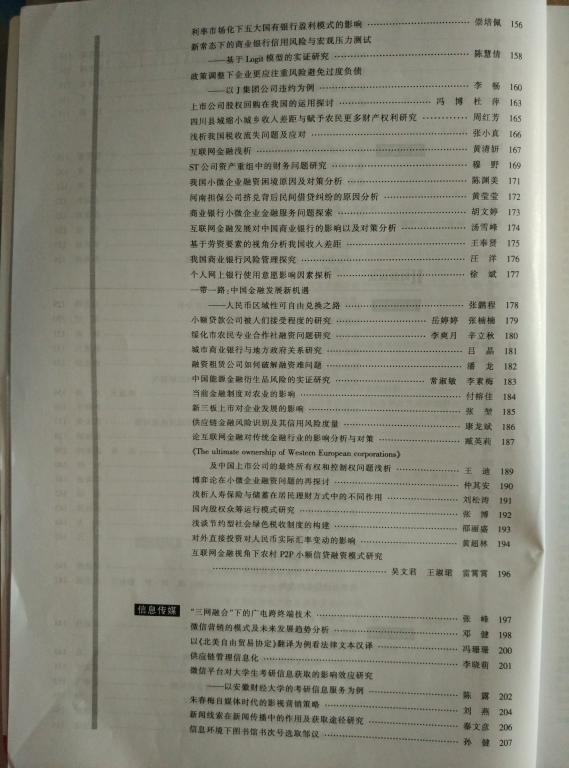 利率市场化下五大国有银行盈利模式的影响 …… 崇培佩 156
新常态下的商业银行信用风险与宏观压力测试
——基于 Logit 模型的实证研究 …… 陈慧倩 158
政策调整下企业更应注重风险避免过度负债
——以 J 集团公司违约为例 …… 李 杨 160
上市公司股权回购在我国的运用探讨 …… 冯 博 杜 萍 163
四川县域缩小城乡收入差距与赋予农民更多财产权利研究 …… 周红芳 165
浅析我国税收流失问题及应对 …… 张小真 166
互联网金融浅析 …… 黄清妍 167
ST 公司资产重组中的财务问题研究 …… 穆 野 169
我国小微企业融资困境原因及对策分析 …… 陈渊美 171
河南担保公司挤兑背后民间借贷纠纷的原因分析 …… 黄莹莹 172
商业银行小微企业金融服务问题探索 …… 胡文婷 173
互联网金融发展对中国商业银行的影响以及对策分析 …… 汤雪峰 174
基于劳资要素的视角分析我国收入差距 …… 王奉贤 175
我国商业银行风险管理探究 …… 汪 洋 176
个人网上银行使用意愿影响因素探析 …… 徐 斌 177
一带一路:中国金融发展新机遇
——人民币区域性可自由兑换之路 …… 张鹏程 178
小额贷款公司被人们接受程度的研究 …… 岳婷婷 张楠楠 179
绥化市农民专业合作社融资问题研究 …… 李爽月 辛立秋 180
城市商业银行与地方政府关系研究 …… 吕 晶 181
融资租赁公司如何破解融资难问题 …… 潘 龙 182
中国能源金融衍生品风险的实证研究 …… 常淑敏 李素梅 183
当前金融制度对农业的影响 …… 付榕佳 184
新三板上市对企业发展的影响 …… 张 堃 185
供应链金融风险识别及其信用风险度量 …… 康龙斌 186
论互联网金融对传统金融行业的影响分析与对策 …… 臧英莉 187
《The ultimate ownership of Western European corporations》
及中国上市公司的最终所有权和控制权问题浅析 …… 王 迪 189
博弈论在小微企业融资问题的再探讨 …… 仲其安 190
浅析人寿保险与储蓄在居民理财方式中的不同作用 …… 刘松涛 191
国内股权众筹运行模式研究 …… 张 博 192
浅谈节约型社会绿色税收制度的构建 …… 邵丽盛 193
对外直接投资对人民币实际汇率变动的影响 …… 黄超林 194
互联网金融视角下农村 P2P 小额信贷融资模式研究
…… 吴文君 王淑珺 雷霄霄 196
信息传媒
“三网融合”下的广电跨终端技术 …… 张 峰 197
微信营销的模式及未来发展趋势分析 …… 邓 健 198
以《北美自由贸易协定》翻译为例看法律文本汉译 …… 冯珊珊 200
供应链管理信息化 …… 李晓萌 201
微信平台对大学生考研信息获取的影响效应研究
——以安徽财经大学的考研信息服务为例 …… 陈 露 202
朱春梅自媒体时代的影视营销策略 …… 刘 燕 204
新闻线索在新闻传播中的作用及获取途径研究 …… 秦文彦 206
信息环境下图书馆书次号选取邹议 …… 孙 健 207